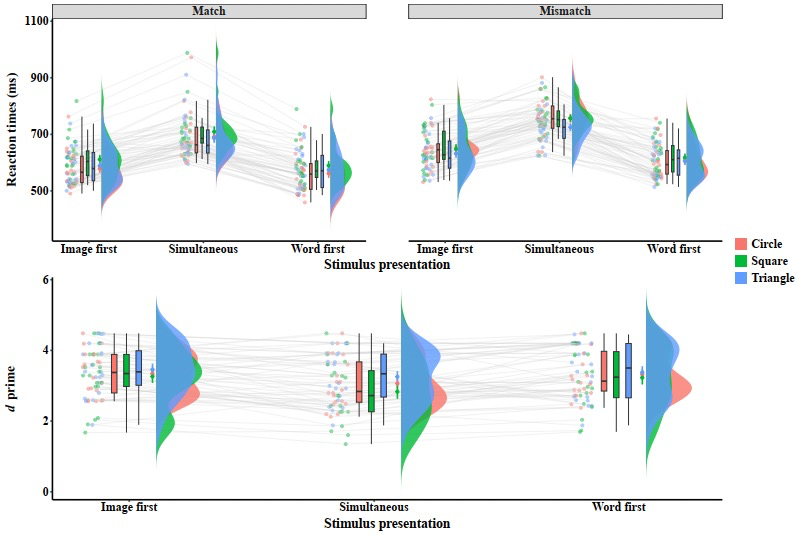 Match Mismatch
1100
900
700
500
Reaction times (ms)
Image first Simultaneous Word first Image first Simultaneous Word first
Stimulus presentation
Circle
Square
Triangle
6
4
2
0
d prime
Image first Simultaneous Word first
Stimulus presentation